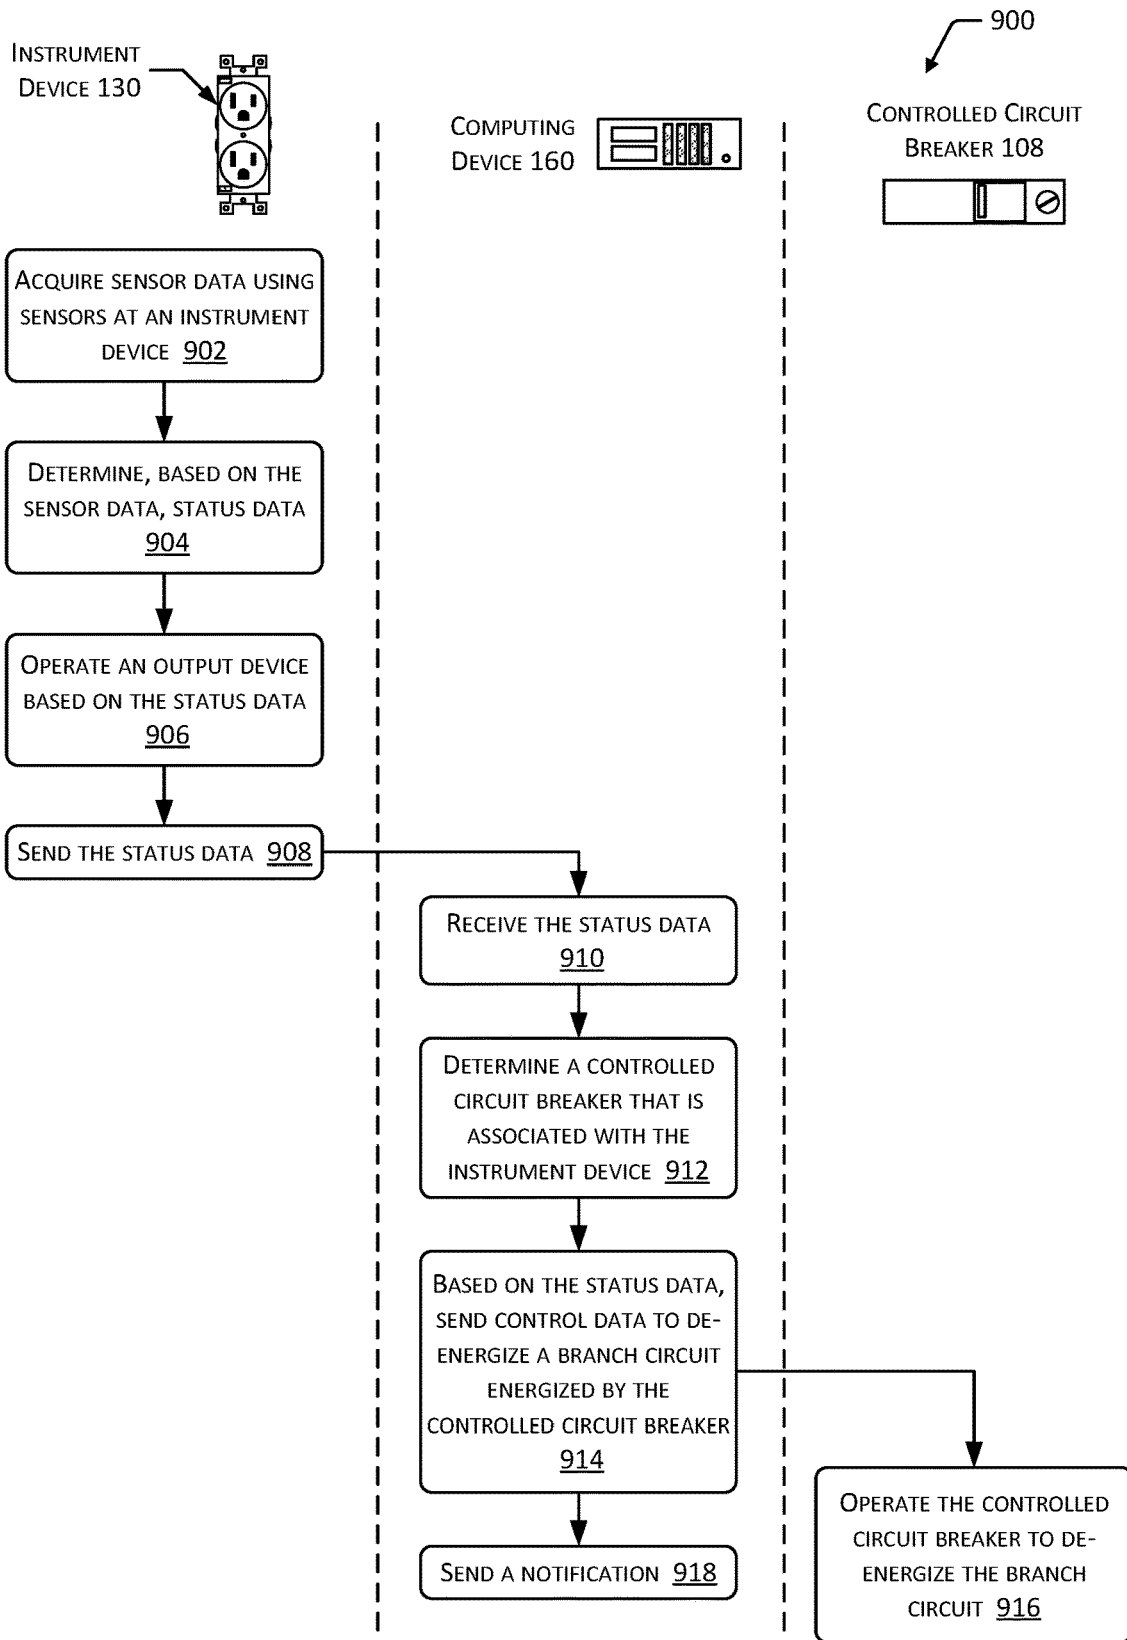 900
INSTRUMENT
DEVICE 130
COMPUTING
DEVICE 160
CONTROLLED CIRCUIT
BREAKER 108
ACQUIRE SENSOR DATA USING
SENSORS AT AN INSTRUMENT
DEVICE 902
DETERMINE, BASED ON THE
SENSOR DATA, STATUS DATA
904
OPERATE AN OUTPUT DEVICE
BASED ON THE STATUS DATA
906
SEND THE STATUS DATA 908
RECEIVE THE STATUS DATA
910
DETERMINE A CONTROLLED
CIRCUIT BREAKER THAT IS
ASSOCIATED WITH THE
INSTRUMENT DEVICE 912
BASED ON THE STATUS DATA,
SEND CONTROL DATA TO DE-
ENERGIZE A BRANCH CIRCUIT
ENERGIZED BY THE
CONTROLLED CIRCUIT BREAKER
914
OPERATE THE CONTROLLED
CIRCUIT BREAKER TO DE-
ENERGIZE THE BRANCH
CIRCUIT 916
SEND A NOTIFICATION 918